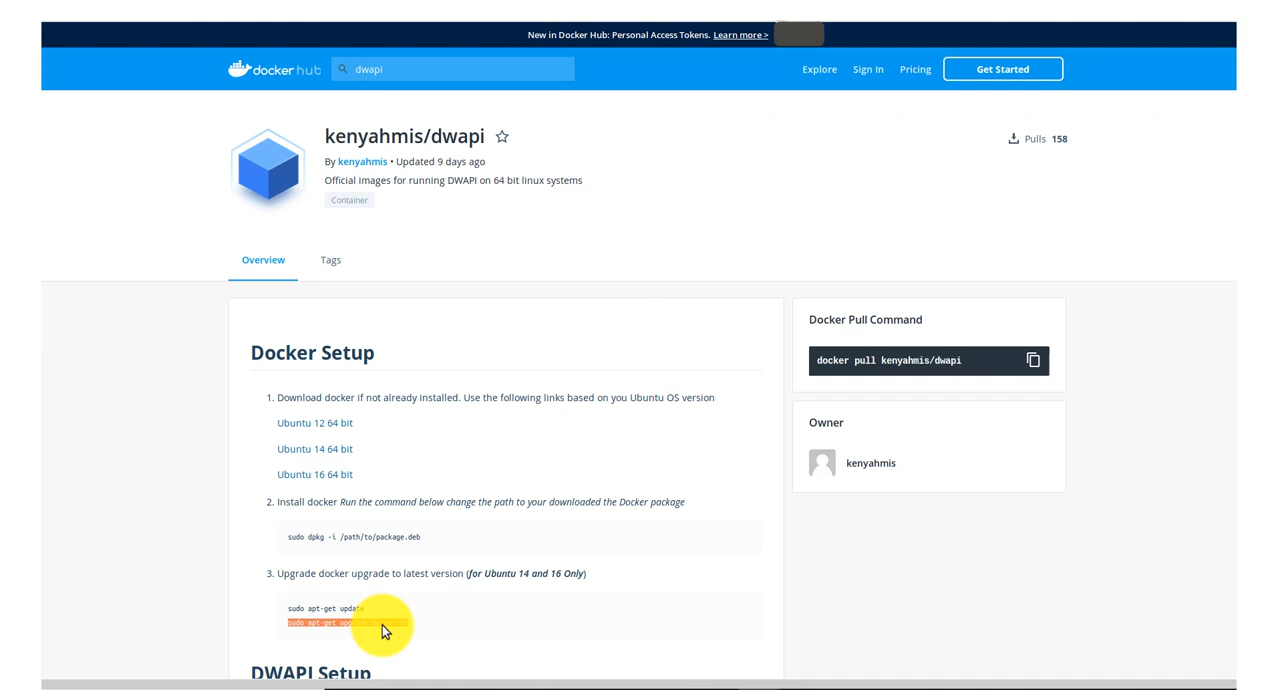 New in Docker Hub: Personal Access Tokens. Learn more >
docker hub
dwapi
Explore
Sign In
Pricing
Get Started
kenyahmis/dwapi
Pulls 158
By kenyahmis • Updated 9 days ago
Official images for running DWAPI on 64 bit linux systems
Container
Overview
Tags
Docker Setup
1. Download docker if not already installed. Use the following links based on you Ubuntu OS version
Ubuntu 12 64 bit
Ubuntu 14 64 bit
Ubuntu 16 64 bit
2. Install docker Run the command below change the path to your downloaded the Docker package
sudo dpkg -i /path/to/package.deb
3. Upgrade docker upgrade to latest version (for Ubuntu 14 and 16 Only)
sudo apt-get update
sudo apt-get
DWAPI Setup
Docker Pull Command
docker pull kenyahmis/dwapi
Owner
kenyahmis